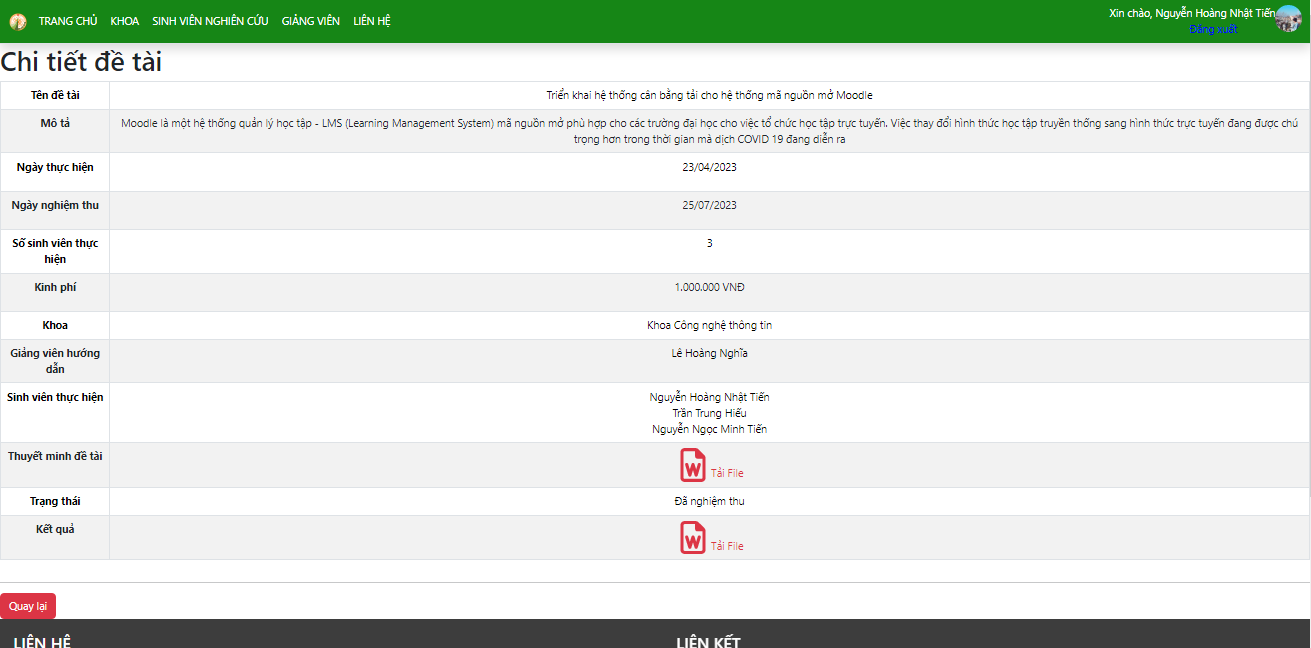 TRANG CHỦ KHOA SINH VIÊN NGHIÊN CỨU GIẢNG VIÊN LIÊN HỆ
Xin chào, Nguyễn Hoàng Nhật Tiến
Đăng xuất
Chi tiết đề tài
Tên đề tài
Triển khai hệ thống cân bằng tải cho hệ thống mã nguồn mở Moodle
Mô tả
Moodle là một hệ thống quản lý học tập - LMS (Learning Management System) mã nguồn mở phù hợp cho các trường đại học cho việc tổ chức học tập trực tuyến. Việc thay đổi hình thức học tập truyền thống sang hình thức trực tuyến đang được chú
trọng hơn trong thời gian mà dịch COVID 19 đang diễn ra
Ngày thực hiện
23/04/2023
Ngày nghiệm thu
25/07/2023
Số sinh viên thực
hiện
3
Kinh phí
1.000.000 VNĐ
Khoa
Khoa Công nghệ thông tin
Giảng viên hướng
dẫn
Lê Hoàng Nghĩa
Sinh viên thực hiện
Nguyễn Hoàng Nhật Tiến
Trần Trung Hiếu
Nguyễn Ngọc Minh Tiến
Thuyết minh đề tài
W Tải File
Trạng thái
Đã nghiệm thu
Kết quả
W Tải File
Quay lại
LIÊN HỆ
LIÊN KẾT